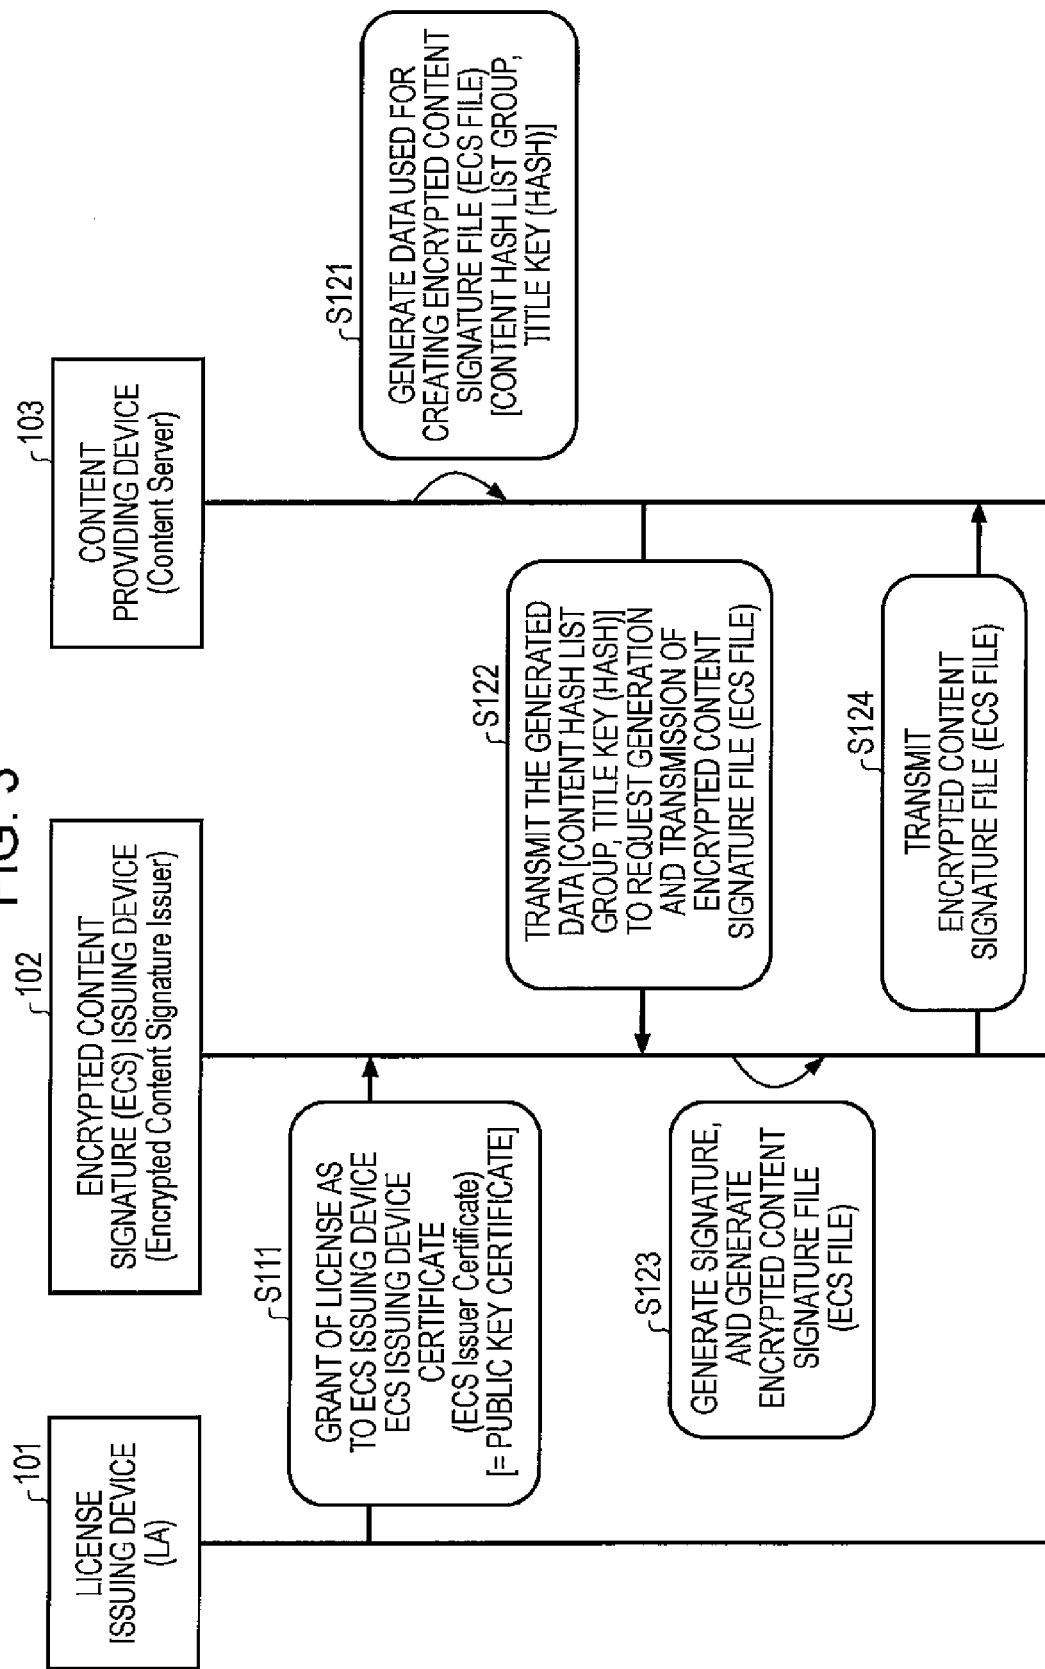 FIG. 3
101
LICENSE
ISSUING DEVICE
(LA)
102
ENCRYPTED CONTENT
SIGNATURE (ECS) ISSUING DEVICE
(Encrypted Content Signature Issuer)
103
CONTENT
PROVIDING DEVICE
(Content Server)
S111
GRANT OF LICENSE AS
TO ECS ISSUING DEVICE
ECS ISSUING DEVICE
CERTIFICATE
(ECS Issuer Certificate)
[= PUBLIC KEY CERTIFICATE]
S121
GENERATE DATA USED FOR
CREATING ENCRYPTED CONTENT
SIGNATURE FILE (ECS FILE)
[CONTENT HASH LIST GROUP,
TITLE KEY (HASH)]
S122
TRANSMIT THE GENERATED
DATA [CONTENT HASH LIST
GROUP, TITLE KEY (HASH)]
TO REQUEST GENERATION
AND TRANSMISSION OF
ENCRYPTED CONTENT
SIGNATURE FILE (ECS FILE)
S123
GENERATE SIGNATURE,
AND GENERATE
ENCRYPTED CONTENT
SIGNATURE FILE
(ECS FILE)
S124
TRANSMIT
ENCRYPTED CONTENT
SIGNATURE FILE (ECS FILE)